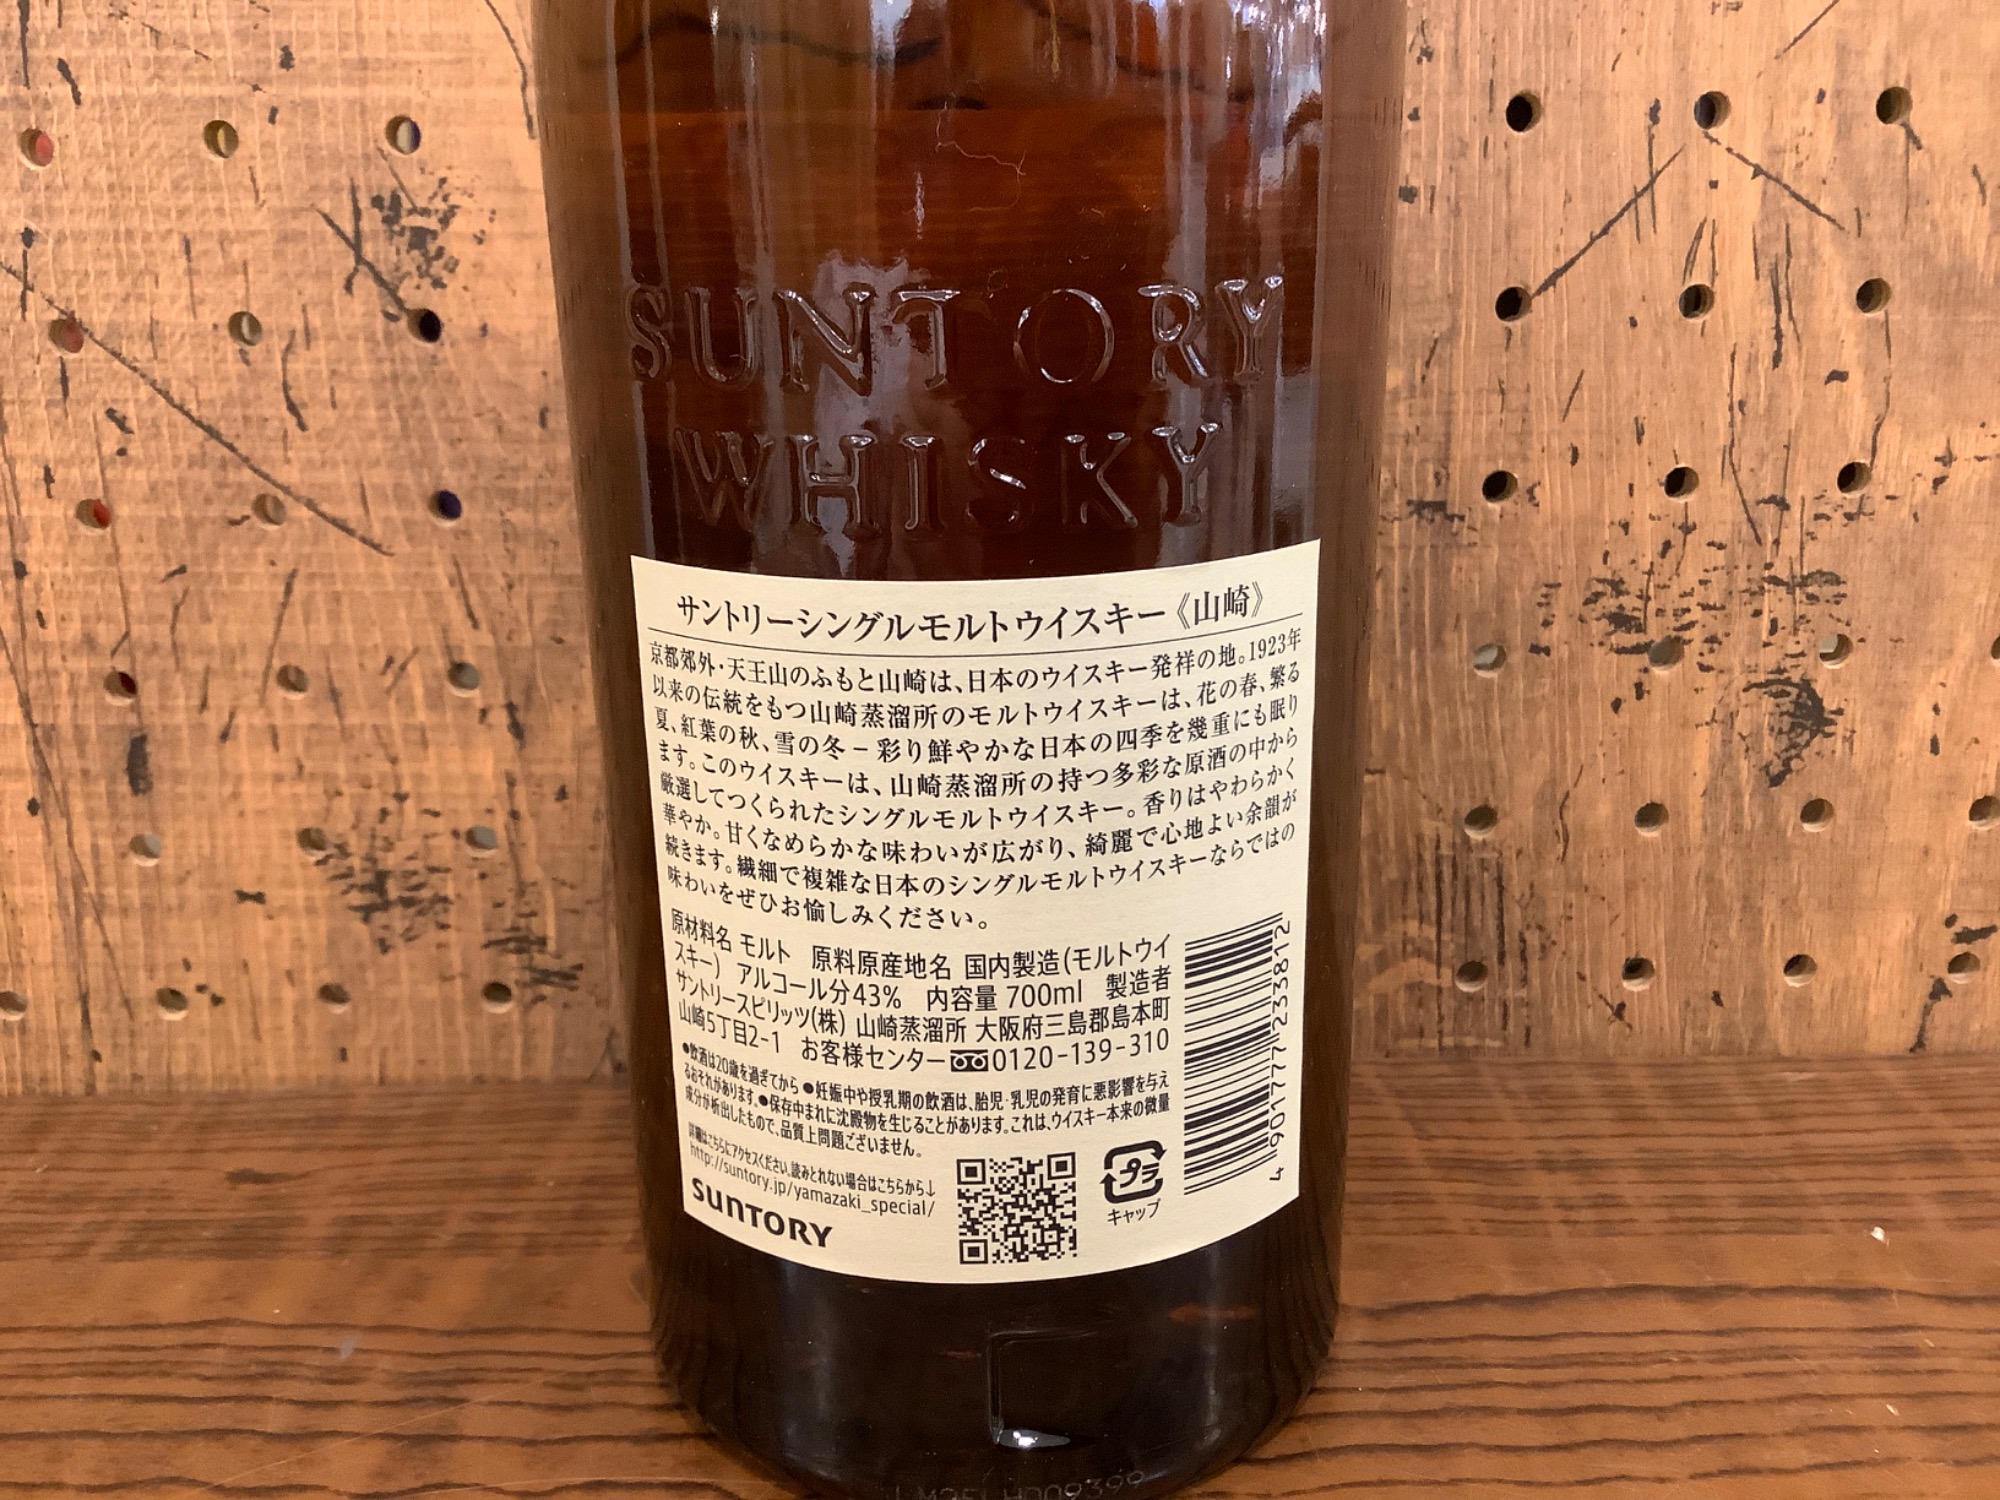 SUNTORY
WHISKY
サントリーシングルモルトウイスキー《山崎》
京都郊外・天王山のふもと山崎は、日本のウイスキー発祥の地。1923年
以来の伝統をもつ山崎蒸溜所のモルトウイスキーは、花の春、繁る
夏、紅葉の秋、雪の冬－彩り鮮やかな日本の四季を幾重にも眠り
ます。このウイスキーは、山崎蒸溜所の持つ多彩な原酒の中から
厳選してつくられたシングルモルトウイスキー。香りはやわらかく
華やか。甘くなめらかな味わいが広がり、綺麗で心地よい余韻が
続きます。繊細で複雑な日本のシングルモルトウイスキーならではの
味わいをぜひお愉しみください。
原材料名 モルト 原料原産地名 国内製造(モルトウイ
スキー) アルコール分43% 内容量 700ml 製造者
サントリースピリッツ(株) 山崎蒸溜所 大阪府三島郡島本町
山崎5丁目2-1 お客様センター 0120-139-310
●飲酒は20歳を過ぎてから ●妊娠中や授乳期の飲酒は、胎児・乳児の発育に悪影響を与え
るおそれがあります。●保存中まれに沈殿物を生じることがあります。これは、ウイスキー本来の微量
成分が析出したもので、品質上問題ございません。
詳細はこちらにアクセスください。読みとれない場合はこちらから↓
http://suntory.jp/yamazaki_special/
SUNTORY
プラ
キャップ
4901777233812